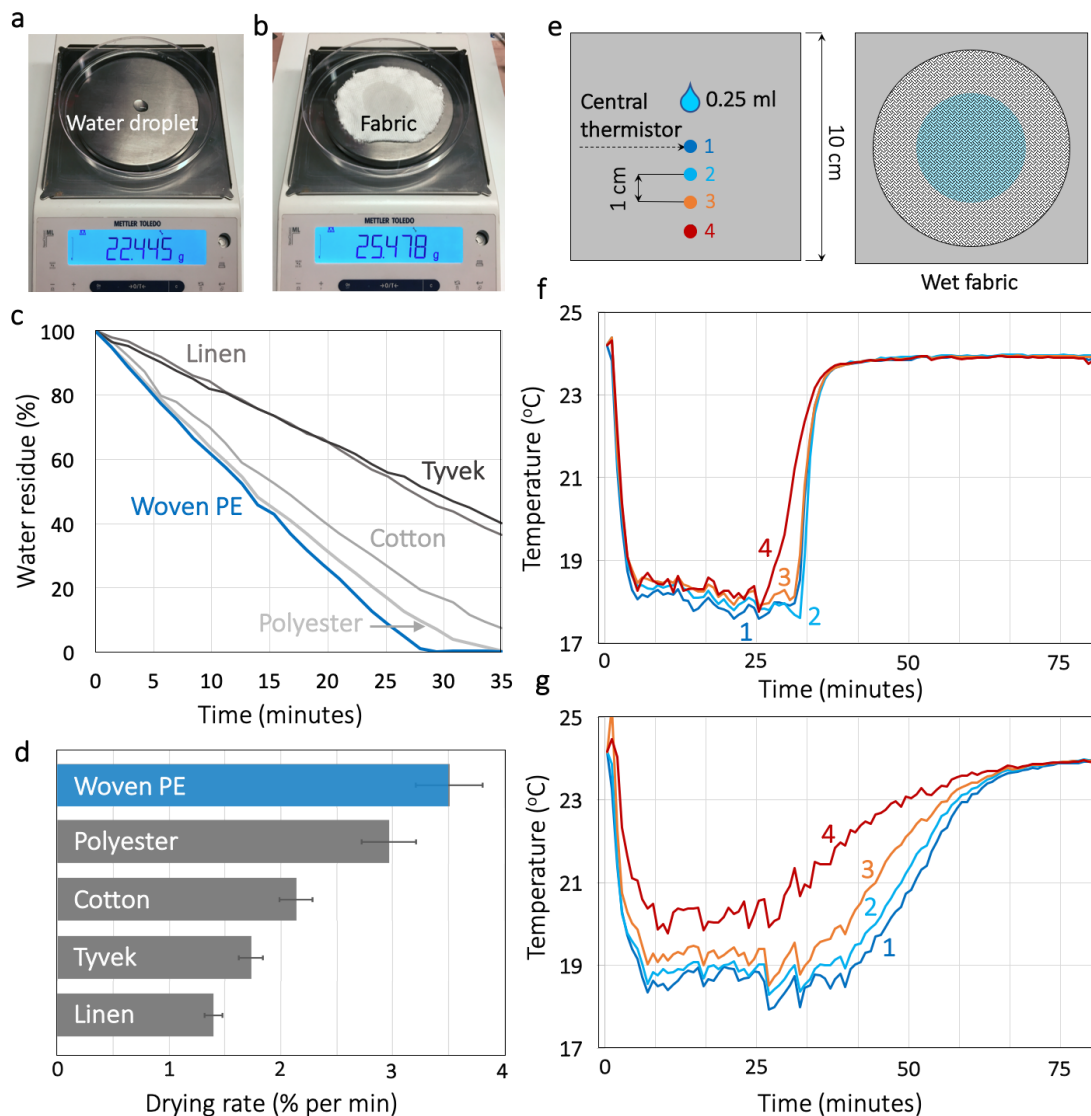 a
Water droplet
METTLER TOLEDO
22.445 g
b
Fabric
METTLER TOLEDO
25.478 g
e
Central
thermistor
0.25 ml
1
2
3
4
1 cm
10 cm
Wet fabric
c
Water residue (%)
100
80
60
40
20
0
Linen
Tyvek
Woven PE
Cotton
Polyester
0 5 10 15 20 25 30 35
Time (minutes)
d
Woven PE
Polyester
Cotton
Tyvek
Linen
0 1 2 3 4
Drying rate (% per min)
f
Temperature (°C)
25
23
21
19
17
4
3
1
2
0 25 50 75
Time (minutes)
g
Temperature (°C)
25
23
21
19
17
4
3
2
1
0 25 50 75
Time (minutes)